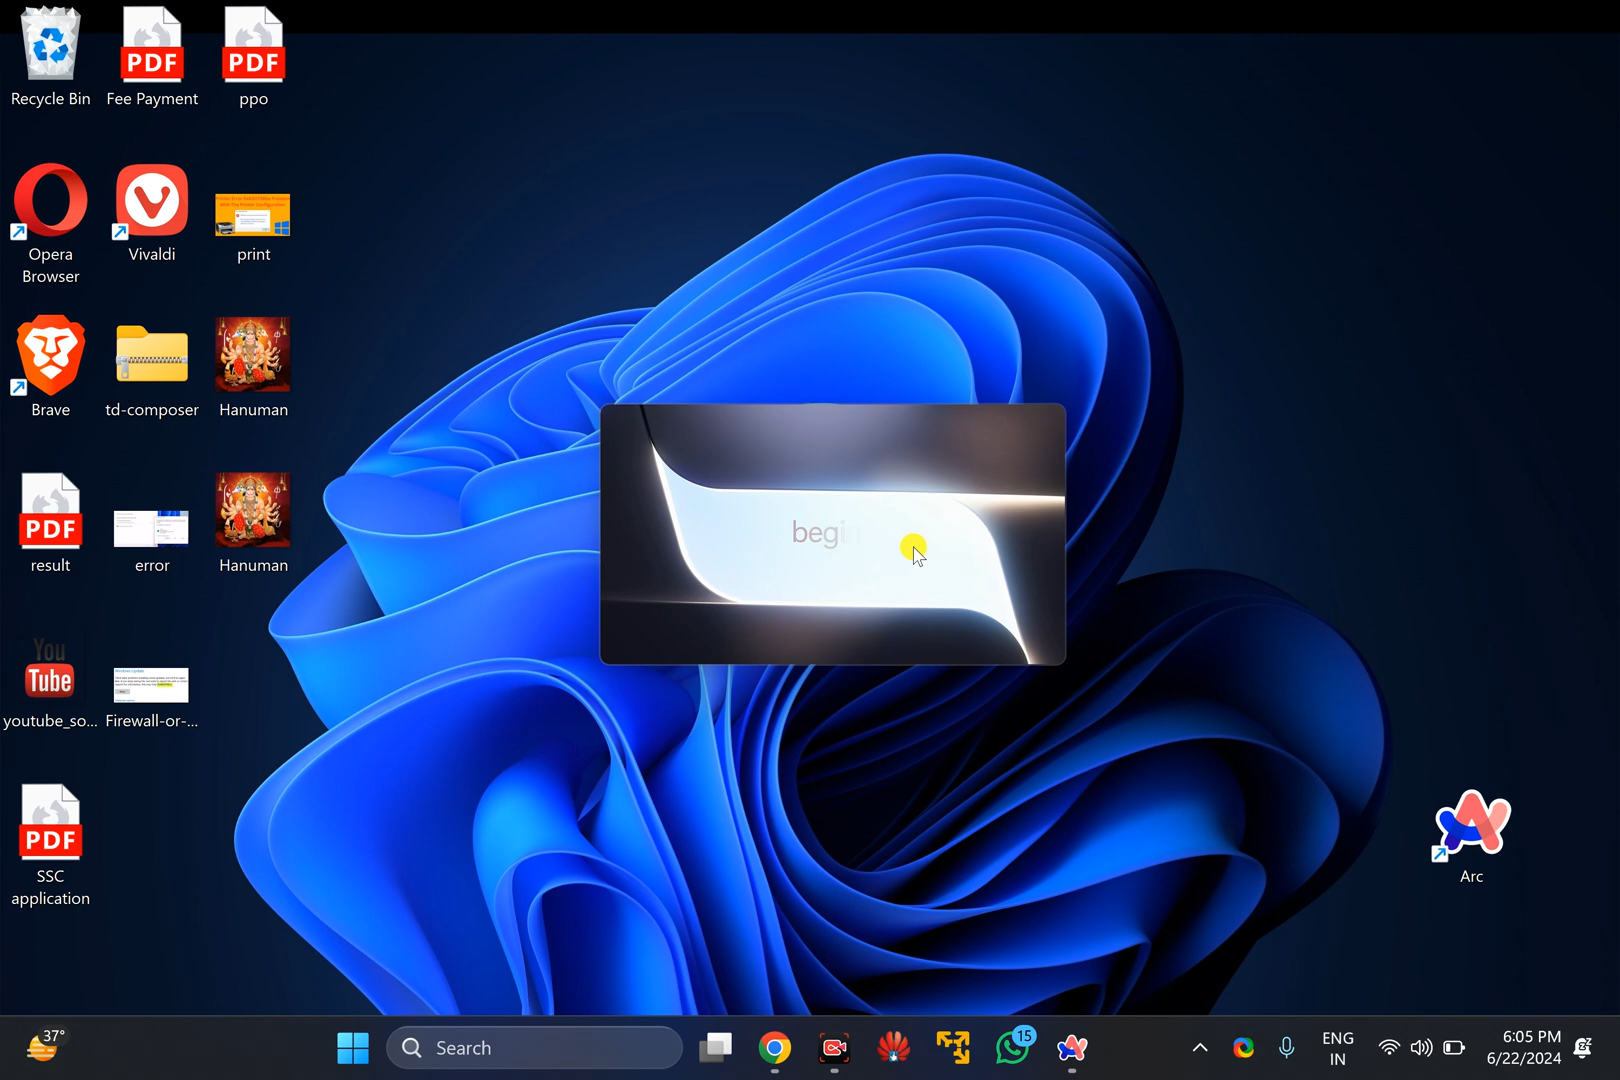 PDF
PDF
Recycle Bin
Fee Payment
ppo
Opera
Browser
Vivaldi
print
Brave
td-composer
Hanuman
begi
PDF
result
error
Hanuman
You
Tube
youtube_so...
Firewall-or-...
PDF
SSC
application
Arc
37°
Search
15
ENG
IN
6:05 PM
6/22/2024